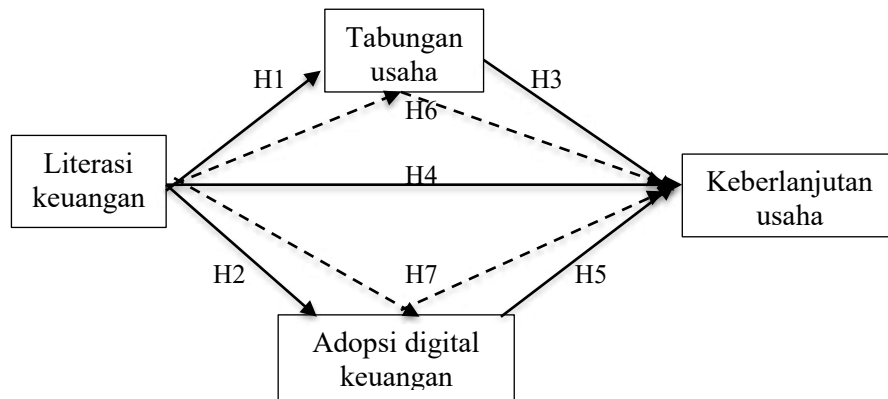 Tabungan
usaha
H1
H3
H6
Literasi
keuangan
H4
Keberlanjutan
usaha
H2
H7
H5
Adopsi digital
keuangan